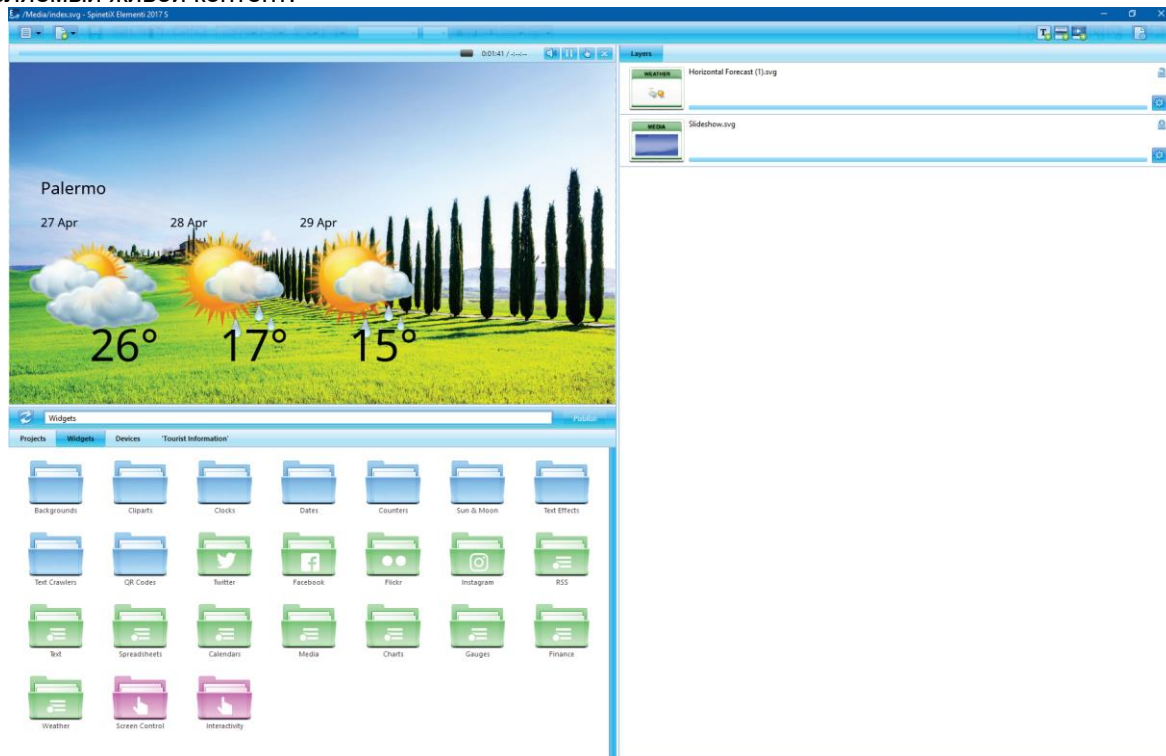 живой контент.
/Media/index.svg - SpinetiX Elementi 2017 S
0:01:41 / --:--:--
Layers
WEATHER
Horizontal Forecast (1).svg
MEDIA
Slideshow.svg
Palermo
27 Apr 28 Apr 29 Apr
26° 17° 15°
Widgets
Publish
Projects Widgets Devices 'Tourist Information'
Backgrounds Cliparts Clocks Dates Counters Sun & Moon Text Effects
Text Crawlers QR Codes Twitter Facebook Flickr Instagram RSS
Text Spreadsheets Calendars Media Charts Gauges Finance
Weather Screen Control Interactivity